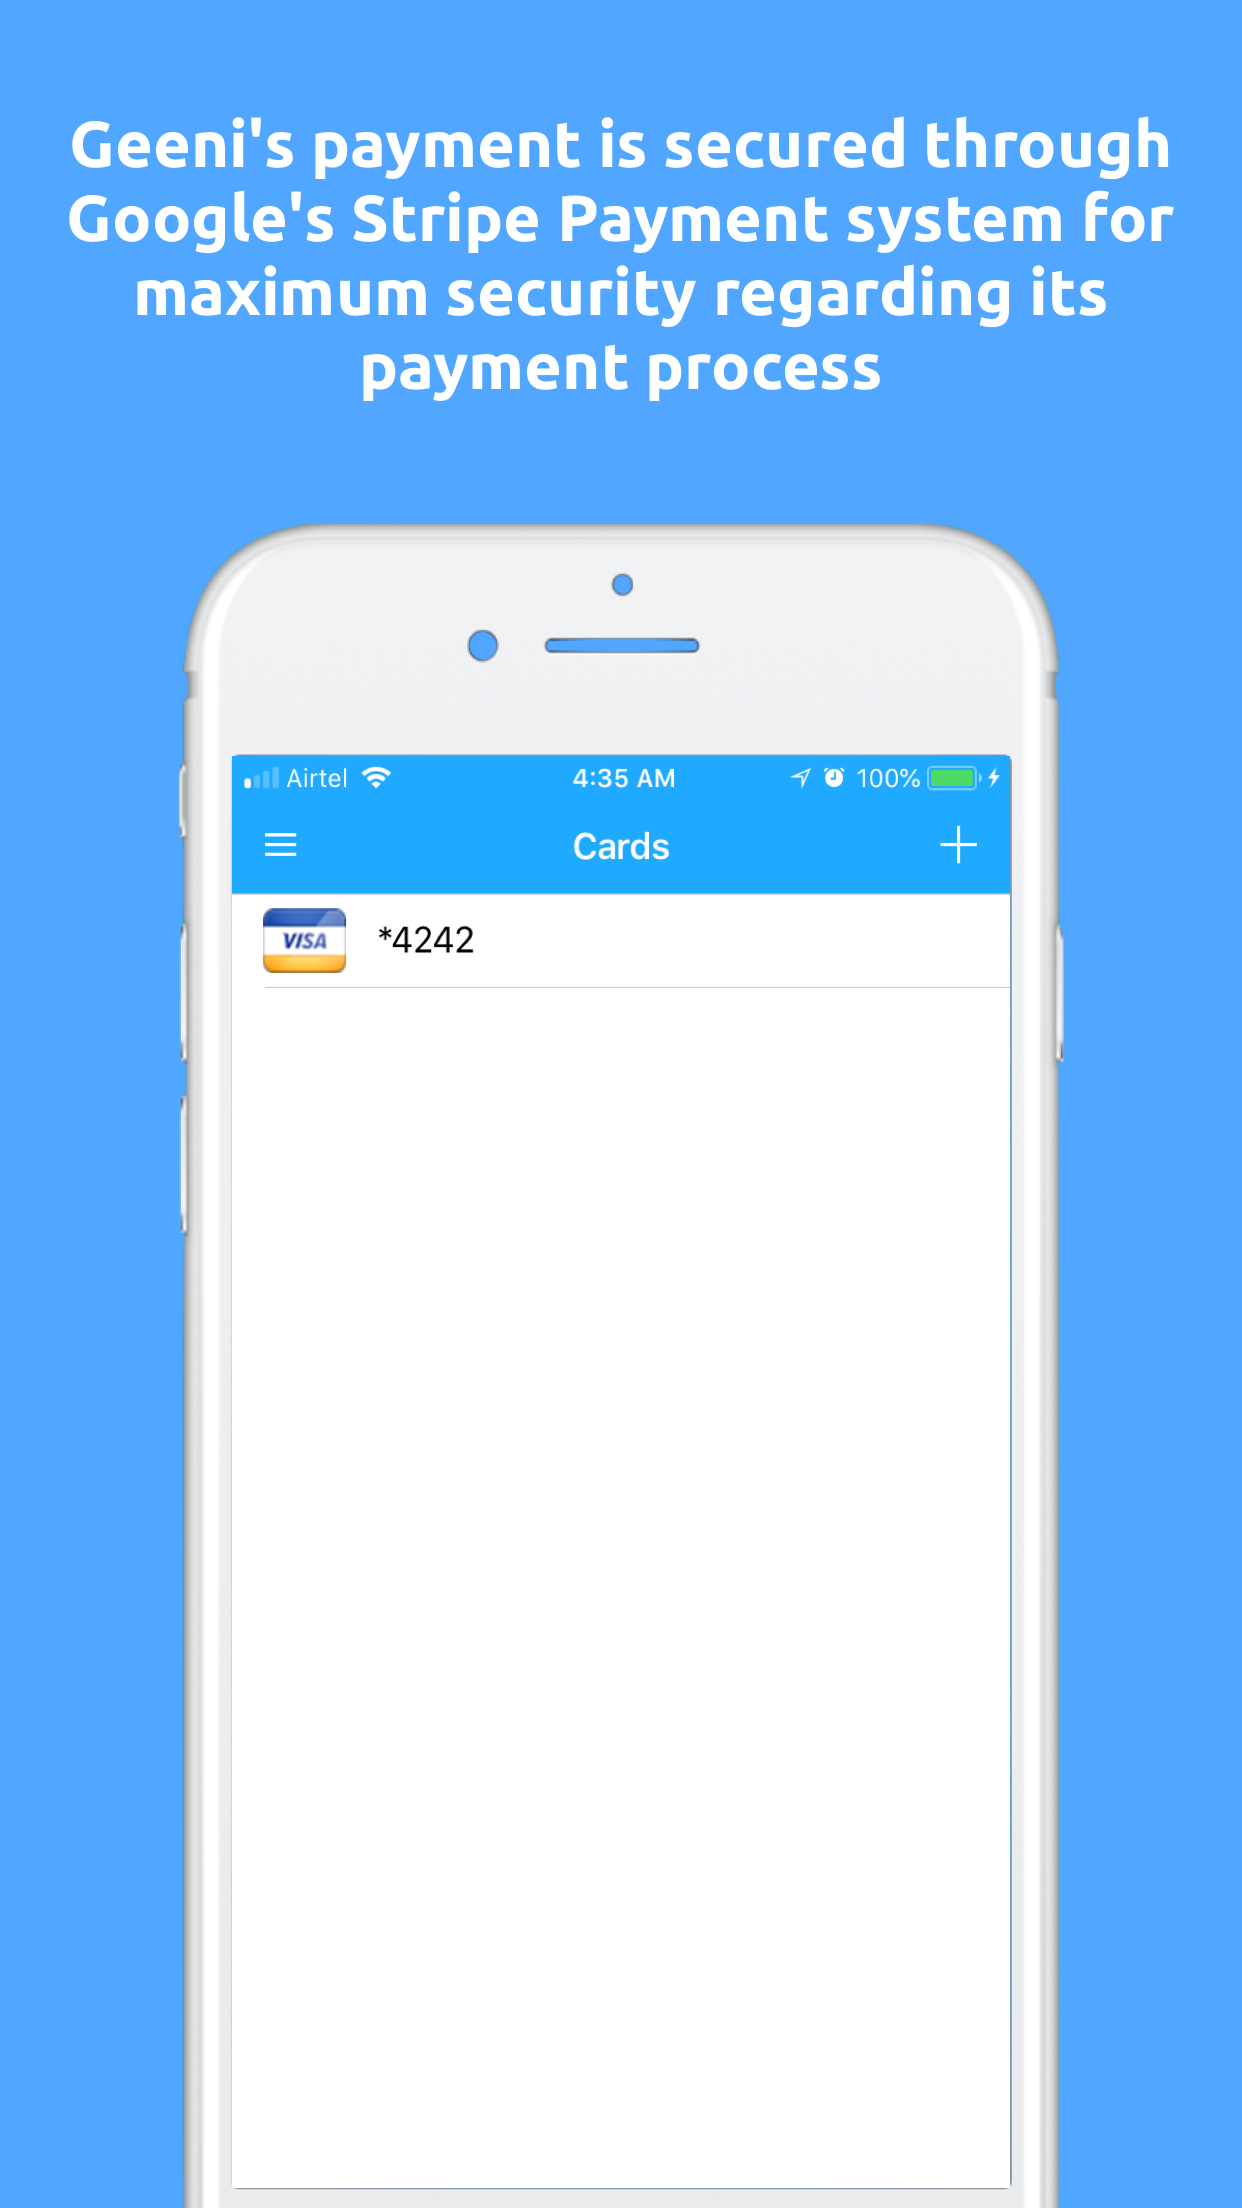 Geeni's payment is secured through
Google's Stripe Payment system for
maximum security regarding its
payment process
Airtel 4:35 AM 100%
Cards
VISA *4242